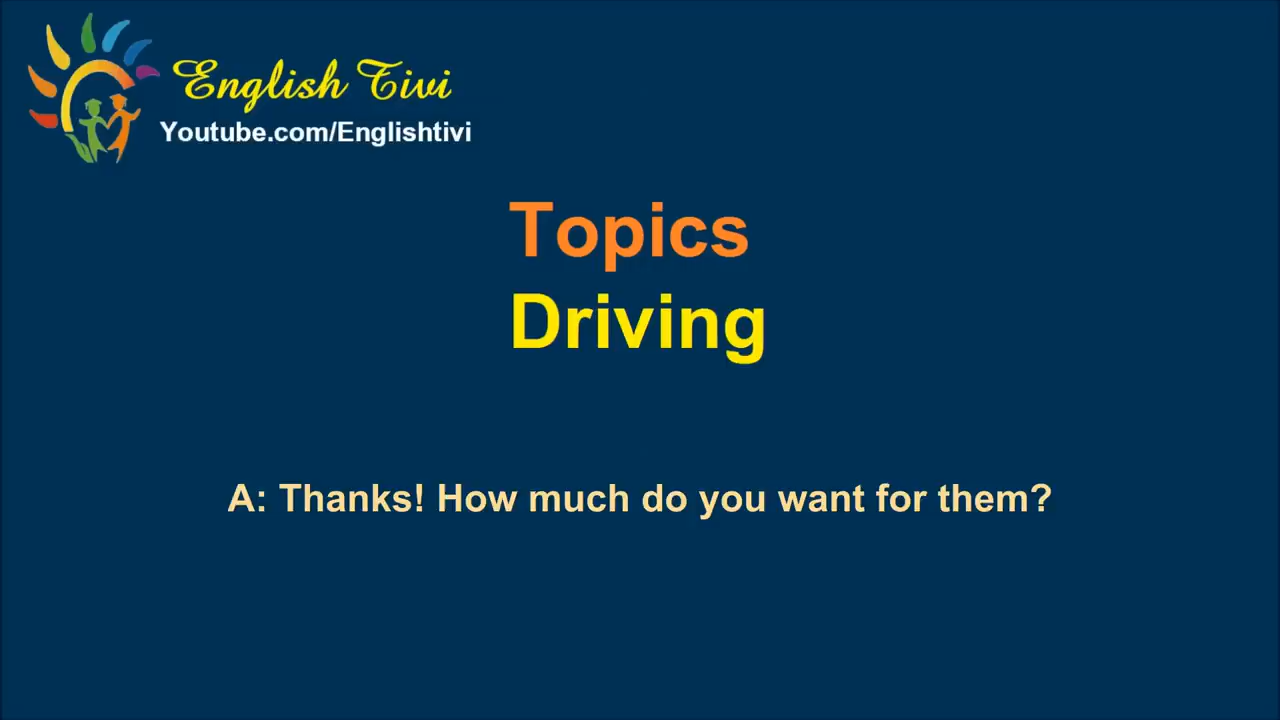 English Tivi
Youtube.com/Englishtivi
Topics
Driving
A: Thanks! How much do you want for them?